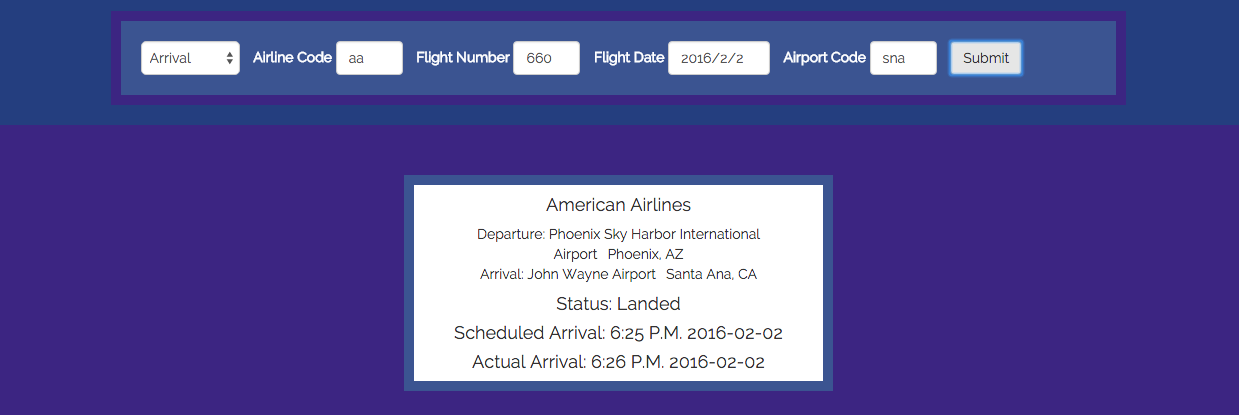 Arrival Airline Code aa Flight Number 660 Flight Date 2016/2/2 Airport Code sna Submit
American Airlines
Departure: Phoenix Sky Harbor International
Airport Phoenix, AZ
Arrival: John Wayne Airport Santa Ana, CA
Status: Landed
Scheduled Arrival: 6:25 P.M. 2016-02-02
Actual Arrival: 6:26 P.M. 2016-02-02